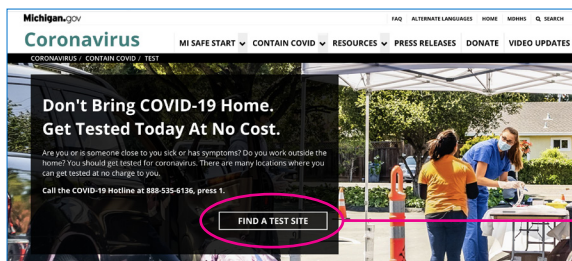 Michigan.gov
FAQ ALTERNATE LANGUAGES HOME MDHHS SEARCH
Coronavirus
MI SAFE START CONTAIN COVID RESOURCES PRESS RELEASES DONATE VIDEO UPDATES
CORONAVIRUS / CONTAIN COVID / TEST
Don't Bring COVID-19 Home.
Get Tested Today At No Cost.
Are you or is someone close to you sick or has symptoms? Do you work outside the
home? You should get tested for coronavirus. There are many locations where you
can get tested at no charge to you.
Call the COVID-19 Hotline at 888-535-6136, press 1.
FIND A TEST SITE